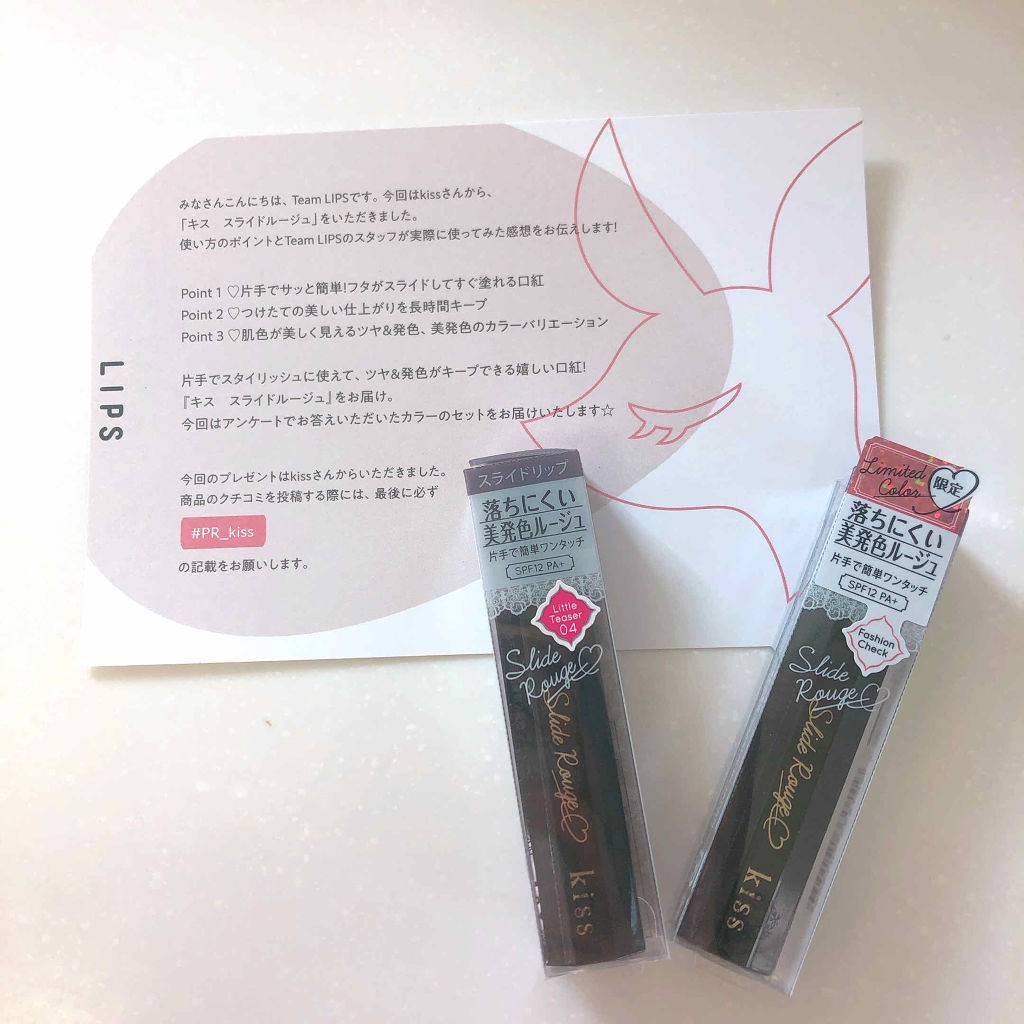 みなさんこんにちは、Team LIPSです。今回はkissさんから、
「キス　スライドルージュ」をいただきました。
使い方のポイントとTeam LIPSのスタッフが実際に使ってみた感想をお伝えします!
Point 1 ♡片手でサッと簡単!フタがスライドしてすぐ塗れる口紅
Point 2 ♡つけたての美しい仕上がりを長時間キープ
Point 3 ♡肌色が美しく見えるツヤ&発色、美発色のカラーバリエーション
片手でスタイリッシュに使えて、ツヤ&発色がキープできる嬉しい口紅!
『キス　スライドルージュ』をお届け。
今回はアンケートでお答えいただいたカラーのセットをお届けいたします☆
今回のプレゼントはkissさんからいただきました。
商品のクチコミを投稿する際には、最後に必ず
#PR_kiss
の記載をお願いします。
LIPS
スライドリップ
落ちにくい
美発色ルージュ
片手で簡単ワンタッチ
SPF12 PA+
Little
Teaser
04
Slide
Rouge
Slide Rouge
kiss
Limited
Color
限定
落ちにくい
美発色ルージュ
片手で簡単ワンタッチ
SPF12 PA+
Fashion
Check
Slide
Rouge
Slide Rouge
kiss